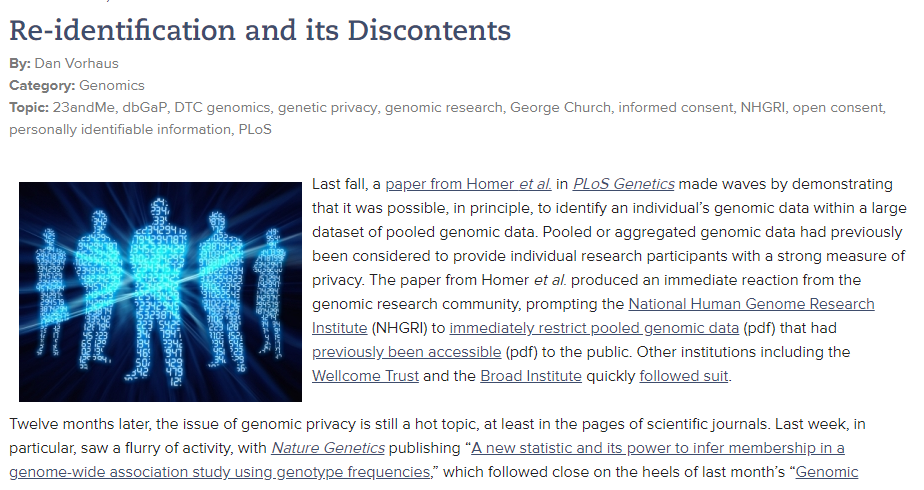 Re-identification and its Discontents
By: Dan Vorhaus
Category: Genomics
Topic: 23andMe, dbGaP, DTC genomics, genetic privacy, genomic research, George Church, informed consent, NHGRI, open consent,
personally identifiable information, PLoS
Last fall, a paper from Homer et al. in PLoS Genetics made waves by demonstrating
that it was possible, in principle, to identify an individual’s genomic data within a large
dataset of pooled genomic data. Pooled or aggregated genomic data had previously
been considered to provide individual research participants with a strong measure of
privacy. The paper from Homer et al. produced an immediate reaction from the
genomic research community, prompting the National Human Genome Research
Institute (NHGRI) to immediately restrict pooled genomic data (pdf) that had
previously been accessible (pdf) to the public. Other institutions including the
Wellcome Trust and the Broad Institute quickly followed suit.
Twelve months later, the issue of genomic privacy is still a hot topic, at least in the pages of scientific journals. Last week, in
particular, saw a flurry of activity, with Nature Genetics publishing “A new statistic and its power to infer membership in a
genome-wide association study using genotype frequencies,” which followed close on the heels of last month’s “Genomic